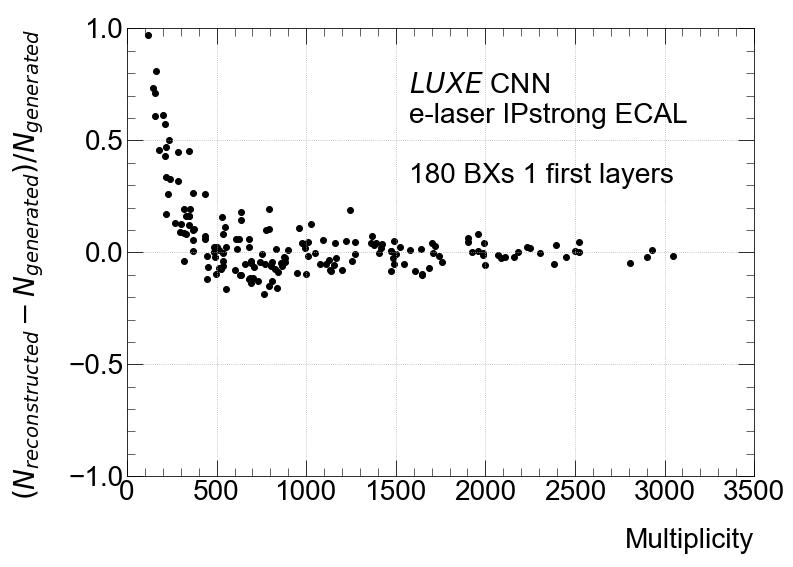 (N_reconstructed − N_generated)/N_generated
1.0
0.5
0.0
−0.5
−1.0
LUXE CNN
e-laser IPstrong ECAL
180 BXs 1 first layers
0 500 1000 1500 2000 2500 3000 3500
Multiplicity